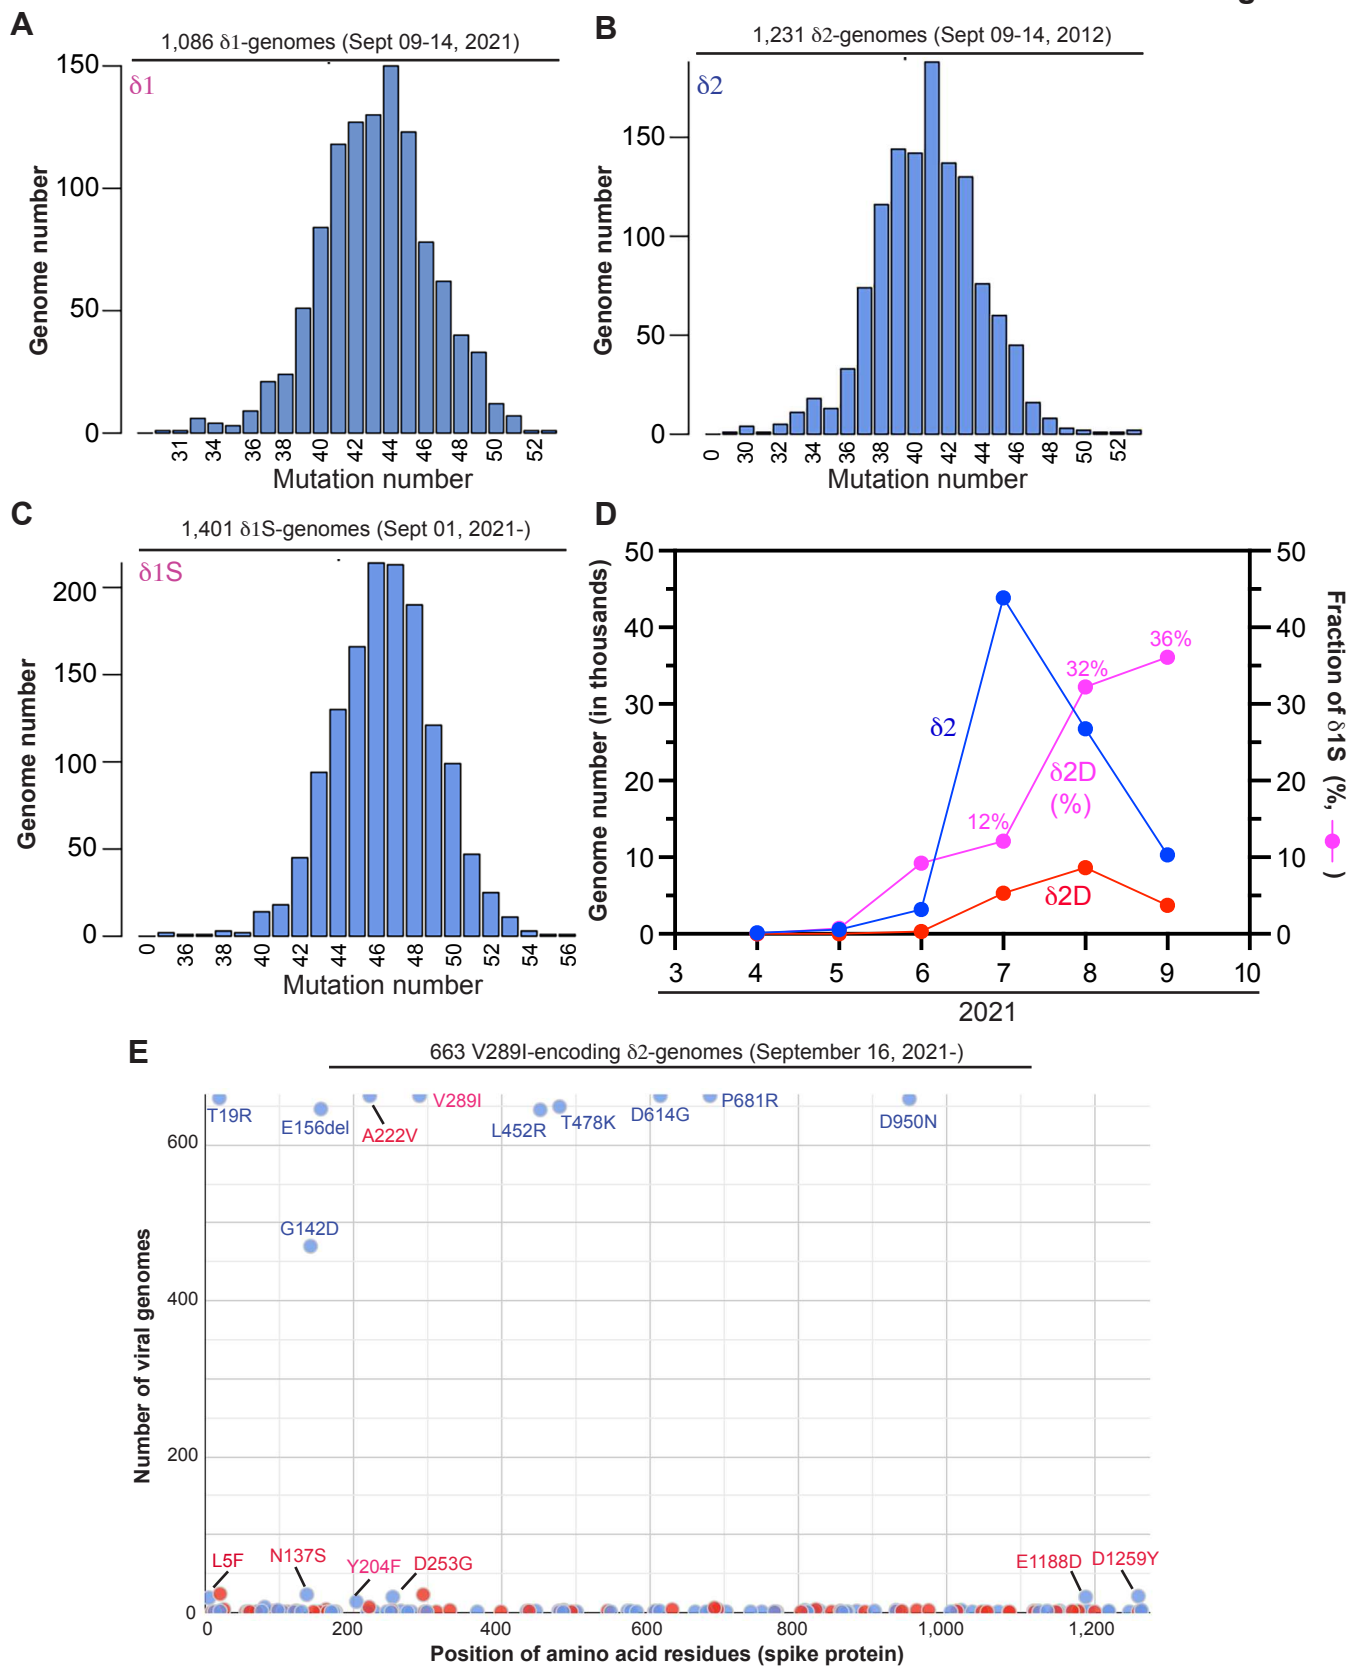 A
1,086 δ1-genomes (Sept 09-14, 2021)
δ1
Genome number
150
100
50
0
31 34 36 38 40 42 44 46 48 50 52
Mutation number
B
1,231 δ2-genomes (Sept 09-14, 2012)
δ2
Genome number
150
100
50
0
0 30 32 34 36 38 40 42 44 46 48 50 52
Mutation number
C
1,401 δ1S-genomes (Sept 01, 2021-)
δ1S
Genome number
200
150
100
50
0
0 36 38 40 42 44 46 48 50 52 54 56
Mutation number
D
Genome number (in thousands)
50
40
30
20
10
0
50
40
30
20
10
0
Fraction of δ1S (%, )
36%
32%
12%
δ2
δ2D
(%)
δ2D
3 4 5 6 7 8 9 10
2021
E
663 V289I-encoding δ2-genomes (September 16, 2021-)
Number of viral genomes
600
400
200
0
T19R
E156del
A222V
V289I
L452R
T478K
D614G
P681R
D950N
G142D
L5F
N137S
Y204F
D253G
E1188D
D1259Y
0 200 400 600 800 1,000 1,200
Position of amino acid residues (spike protein)